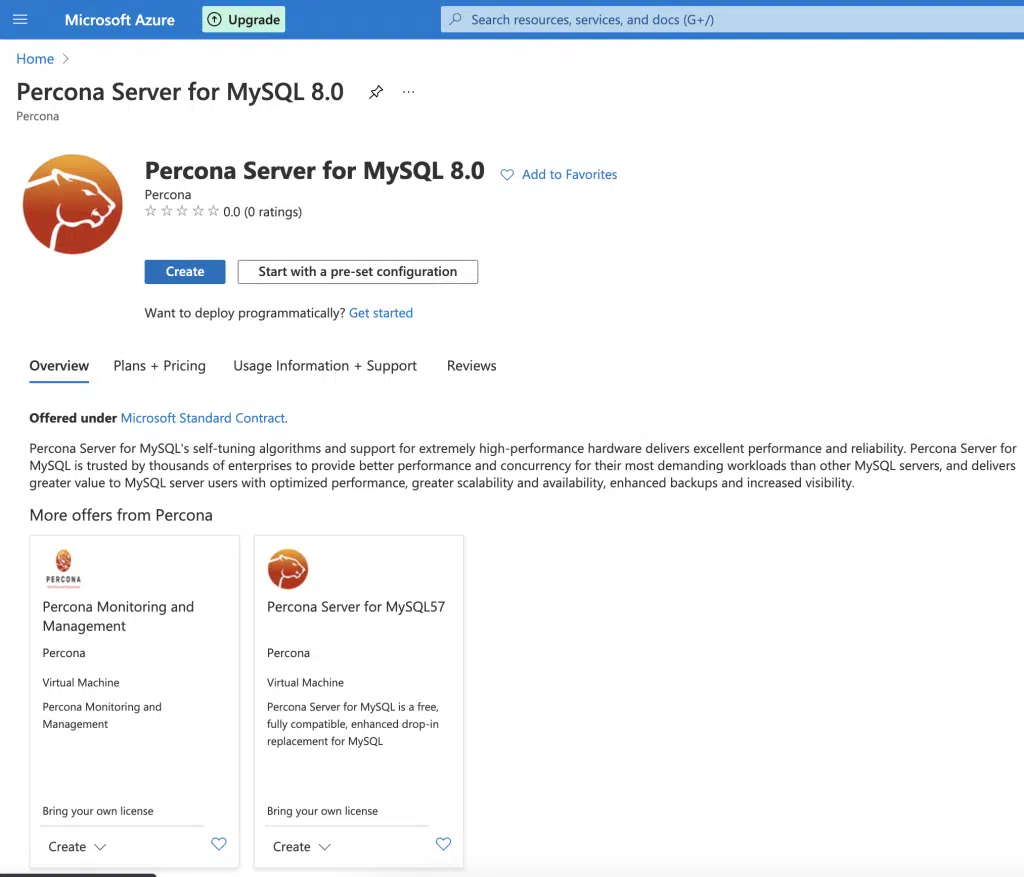 Microsoft Azure
Upgrade
Search resources, services, and docs (G+/)
Home
Percona Server for MySQL 8.0
...
Percona
Percona Server for MySQL 8.0
Add to Favorites
Percona
0.0 (0 ratings)
Create
Start with a pre-set configuration
Want to deploy programmatically? Get started
Overview
Plans + Pricing
Usage Information + Support
Reviews
Offered under Microsoft Standard Contract.
Percona Server for MySQL's self-tuning algorithms and support for extremely high-performance hardware delivers excellent performance and reliability. Percona Server for
MySQL is trusted by thousands of enterprises to provide better performance and concurrency for their most demanding workloads than other MySQL servers, and delivers
greater value to MySQL server users with optimized performance, greater scalability and availability, enhanced backups and increased visibility.
More offers from Percona
PERCONA
Percona Monitoring and
Management
Percona
Virtual Machine
Percona Monitoring and
Management
Bring your own license
Create
Percona Server for MySQL57
Percona
Virtual Machine
Percona Server for MySQL is a free,
fully compatible, enhanced drop-in
replacement for MySQL
Bring your own license
Create